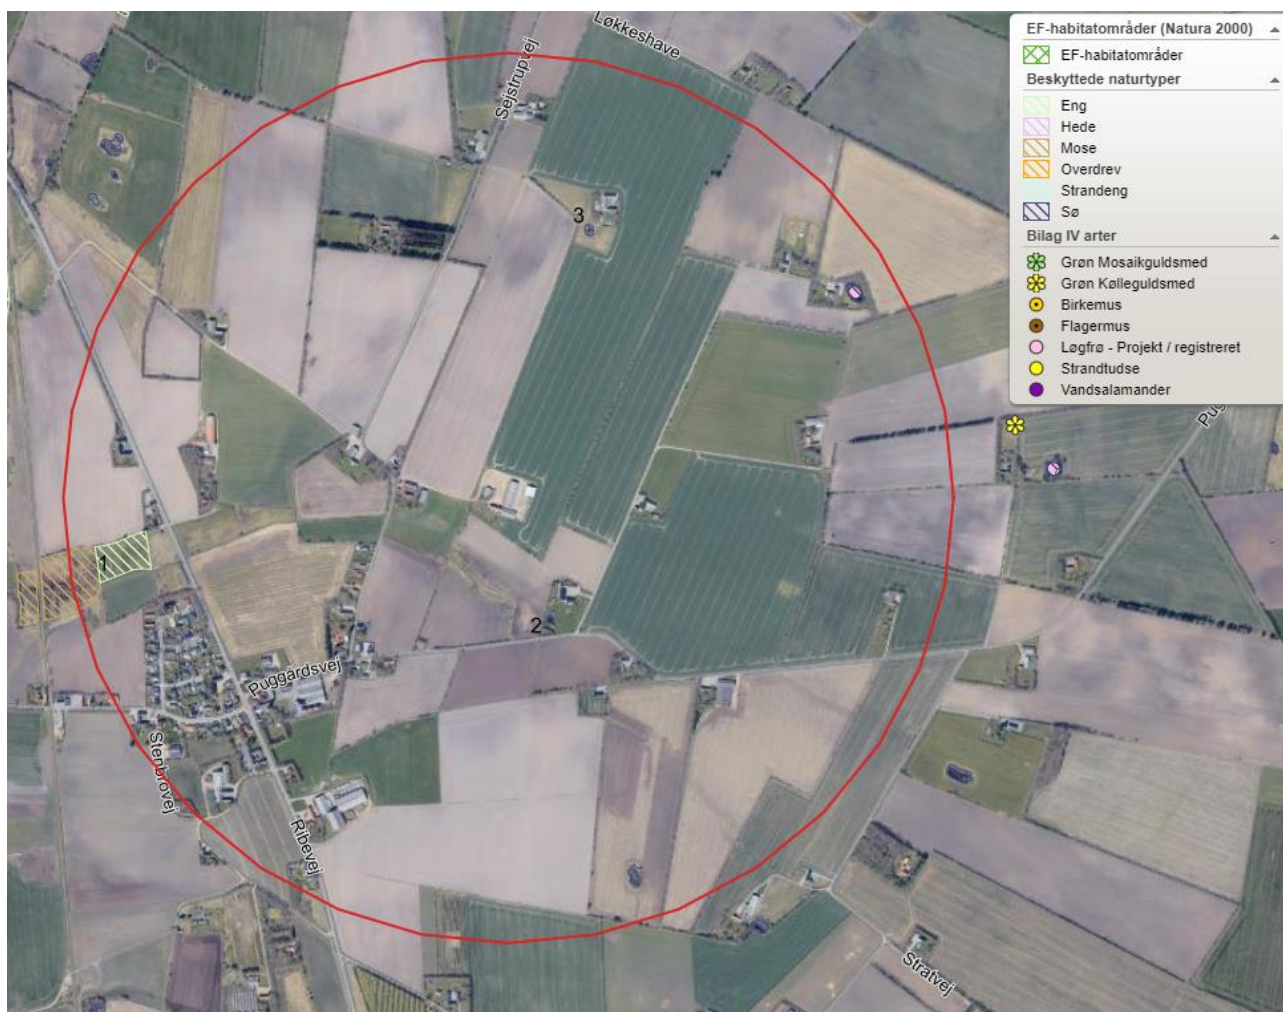 Løkkeshave
Sejstrupvej
EF-habitatområder (Natura 2000)
EF-habitatområder
Beskyttede naturtyper
Eng
Hede
Mose
Overdrev
Strandeng
Sø
Bilag IV arter
Grøn Mosaikguldsmed
Grøn Kølleguldsmed
Birkemus
Flagermus
Løgfrø - Projekt / registreret
Strandtudse
Vandsalamander
3
1
2
Puggårdsvej
Stenbrovej
Ribevej
Stratvej